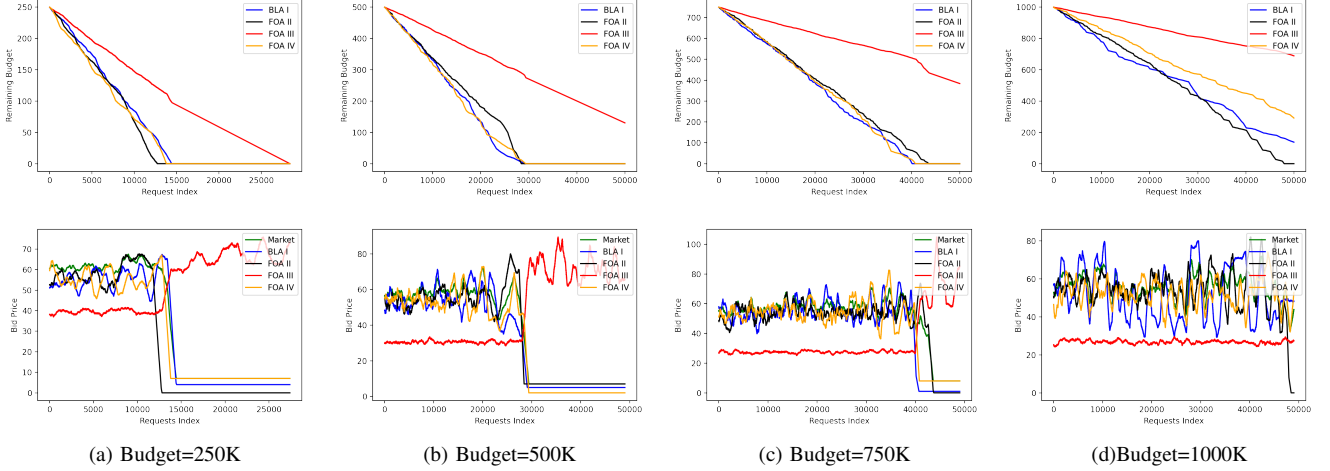 250
200
150
100
50
0
Remaining Budget
0 5000 10000 15000 20000 25000
Request Index
BLA I
FOA II
FOA III
FOA IV
500
400
300
200
100
0
Remaining Budget
0 10000 20000 30000 40000 50000
Request Index
BLA I
FOA II
FOA III
FOA IV
700
600
500
400
300
200
100
0
Remaining Budget
0 10000 20000 30000 40000 50000
Request Index
BLA I
FOA II
FOA III
FOA IV
1000
800
600
400
200
0
Remaining Budget
0 10000 20000 30000 40000 50000
Request Index
BLA I
FOA II
FOA III
FOA IV
70
60
50
40
30
20
10
0
Bid Price
0 5000 10000 15000 20000 25000
Requests Index
Market
BLA I
FOA II
FOA III
FOA IV
80
60
40
20
0
Bid Price
0 10000 20000 30000 40000 50000
Requests Index
Market
BLA I
FOA II
FOA III
FOA IV
100
80
60
40
20
0
Bid Price
0 10000 20000 30000 40000 50000
Requests Index
Market
BLA I
FOA II
FOA III
FOA IV
80
60
40
20
0
Bid Price
0 10000 20000 30000 40000 50000
Requests Index
Market
BLA I
FOA II
FOA III
FOA IV
(a) Budget=250K
(b) Budget=500K
(c) Budget=750K
(d)Budget=1000K